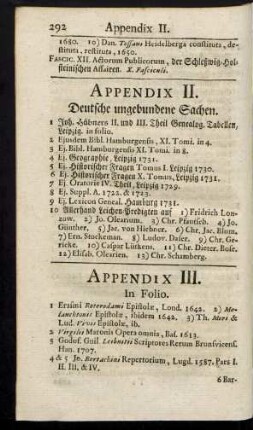 292 Appendix II.
1680. 10) Dan. Tossani Heidelberga constituta, de-
stituta, restituta, 1650.
Fascic. XII. Actorum Publicorum, der Schleßwig-Hol-
steinischen Affairen. X. Fasciculi.
APPENDIX II.
Deutsche ungebundene Sachen.
1 Joh. Hübners II. und III. Theil Genealog. Tabellen,
Leipzig. in folio.
2 Ejusdem Bibl. Hamburgensis, XI. Tomi. in 4.
3 Ej. Bibl. Hamburgensis XI. Tomi. in 8.
4 Ej. Geographie, Leipzig 1731.
5 Ej. Historischer Fragen Tomus I. Leipzig 1730.
6 Ej. Historischer Fragen X. Tomus, Leipzig 1731.
7 Ej. Oratorie IV. Theil, Leipzig 1729.
8 Ej. Suppl. A. 1722. & 1723.
9 Ej. Lexicon Geneal. Hamburg 1731.
10 Allerhand Leichen-Predigten auf 1) Fridrich Lon-
zow. 2) Jo. Olearium. 3) Chr. Pfantsch. 4) Jo.
Günther. 5) Jac. von Hichner. 6) Chr. Jac. Blum.
7) Ern. Stockeman. 8) Ludov. Daser. 9) Chr. Ge-
ricke. 10) Caspar Lürkens. 11) Chr. Dieter. Bose.
12) Elisab. Olearien. 13) Chr. Schamberg.
APPENDIX III.
In Folio.
1 Erasmi Roterodami Epistolæ, Lond. 1642. 2) Me-
lanchtonis Epistolæ, ibidem 1642. 3) Th. Mori &
Lud. Vivis Epistolæ, ib.
2 Vergilii Maronis Opera omnia, Bas. 1613.
3 Godof. Guil. Leibnitii Scriptores Rerum Brunsvicens.
Han. 1707.
4 & 5 Jo. Bertachini Repertorium, Lugd. 1587. Pars I.
II. III. & IV.
6 Bar-